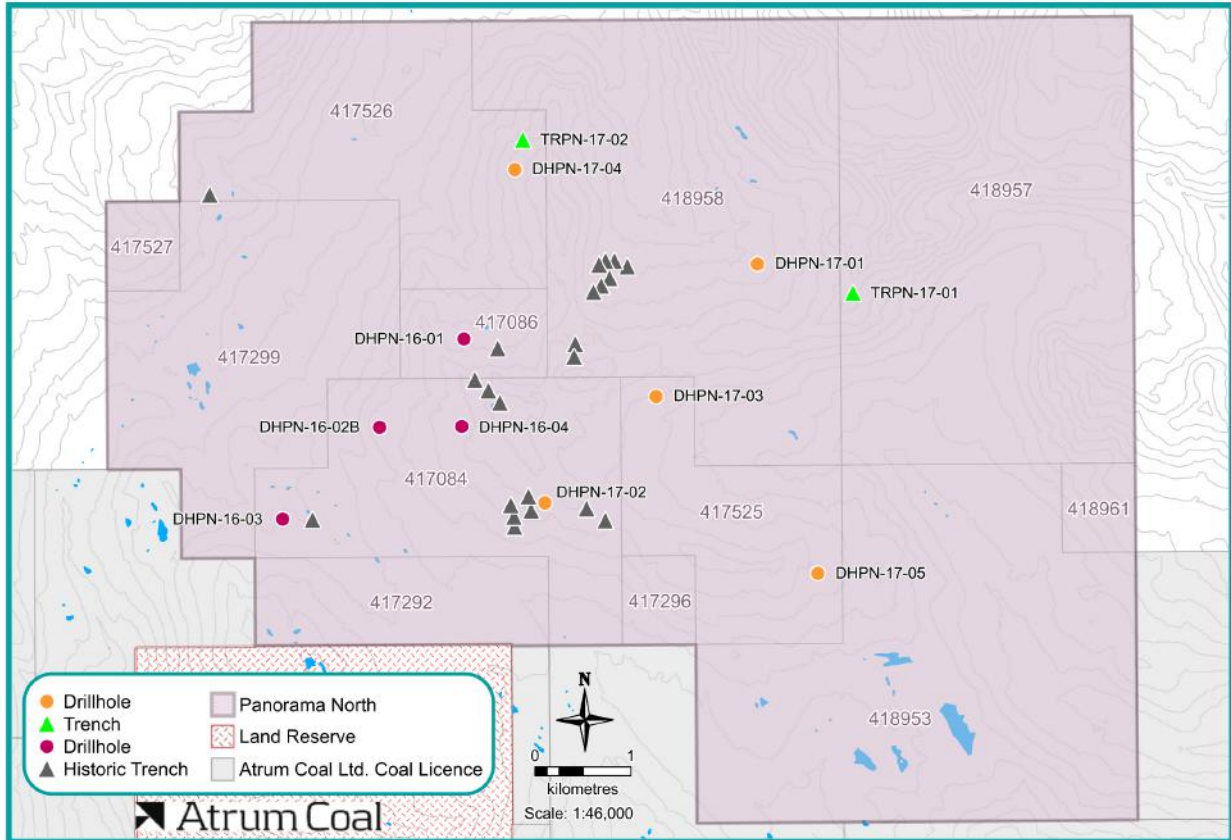 417526
TRPN-17-02
DHPN-17-04
418958
418957
417527
DHPN-17-01
TRPN-17-01
417086
DHPN-16-01
417299
DHPN-17-03
DHPN-16-02B
DHPN-16-04
417084
DHPN-17-02
417525
418961
DHPN-16-03
DHPN-17-05
417292
417296
418953
Drillhole
Trench
Drillhole
Historic Trench
Panorama North
Land Reserve
Atrum Coal Ltd. Coal Licence
N
0 1
kilometres
Scale: 1:46,000
Atrum Coal